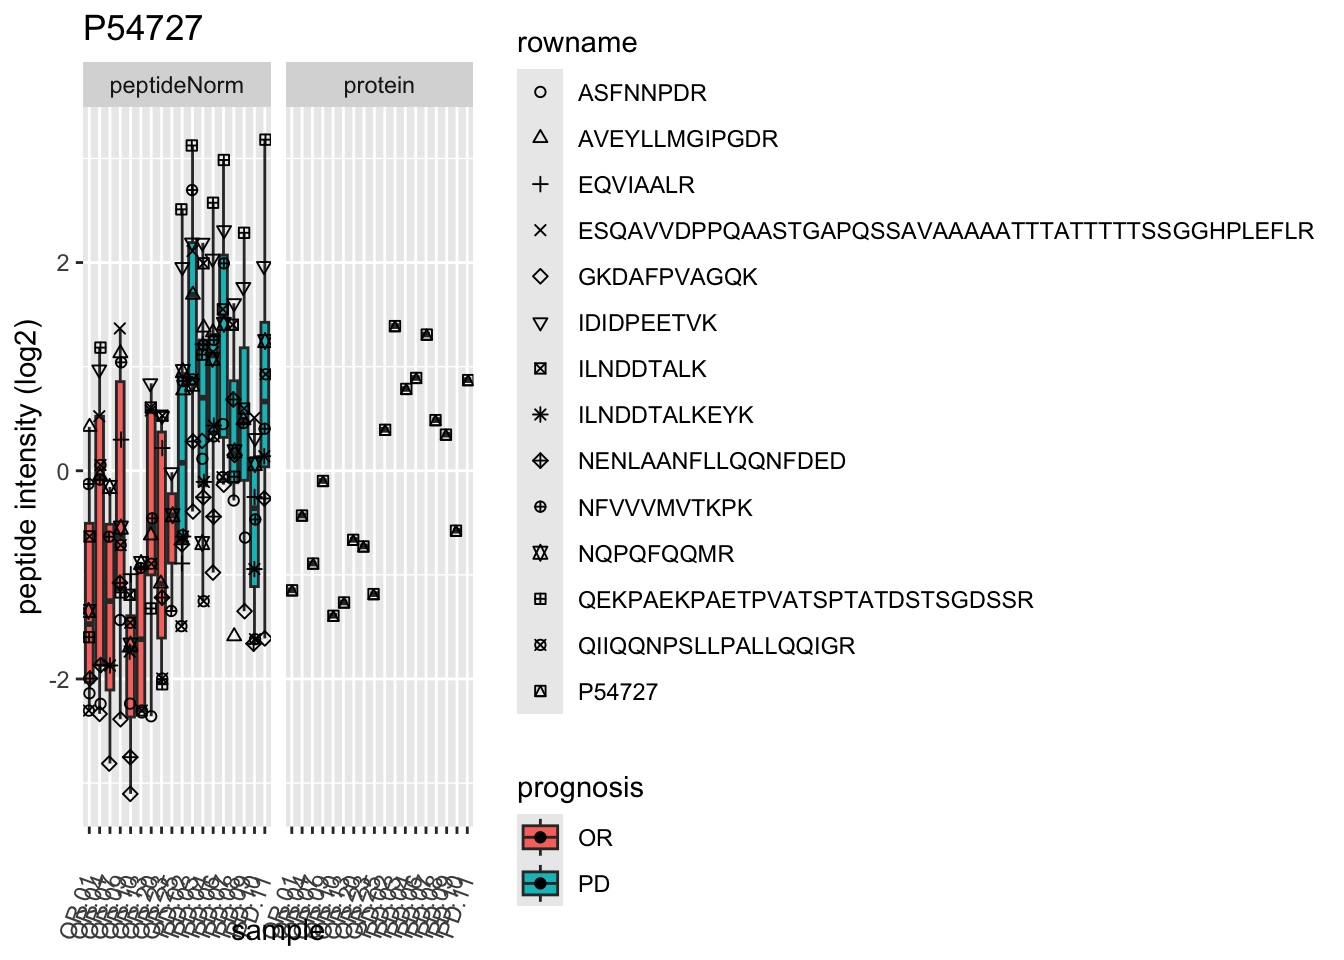 P54727
peptideNorm
protein
2
0
-2
peptide intensity (log2)
sample
rowname
ASFNNPDR
AVEYLLMGIPGDR
EQVIAALR
ESQAVVDPPQAASTGAPQSSAVAAAAATTTATTTTTSSGGHPLEFLR
GKDAFPVAGQK
IDIDPEETVK
ILNDDTALK
ILNDDTALKEYK
NENLAANFLLQQNFDED
NFVVVMVTKPK
NQPQFQQMR
QEKPAEKPAETPVATSPTATDSTSGDSSR
QIIQQNPSLLPALLQQIGR
P54727
prognosis
OR
PD